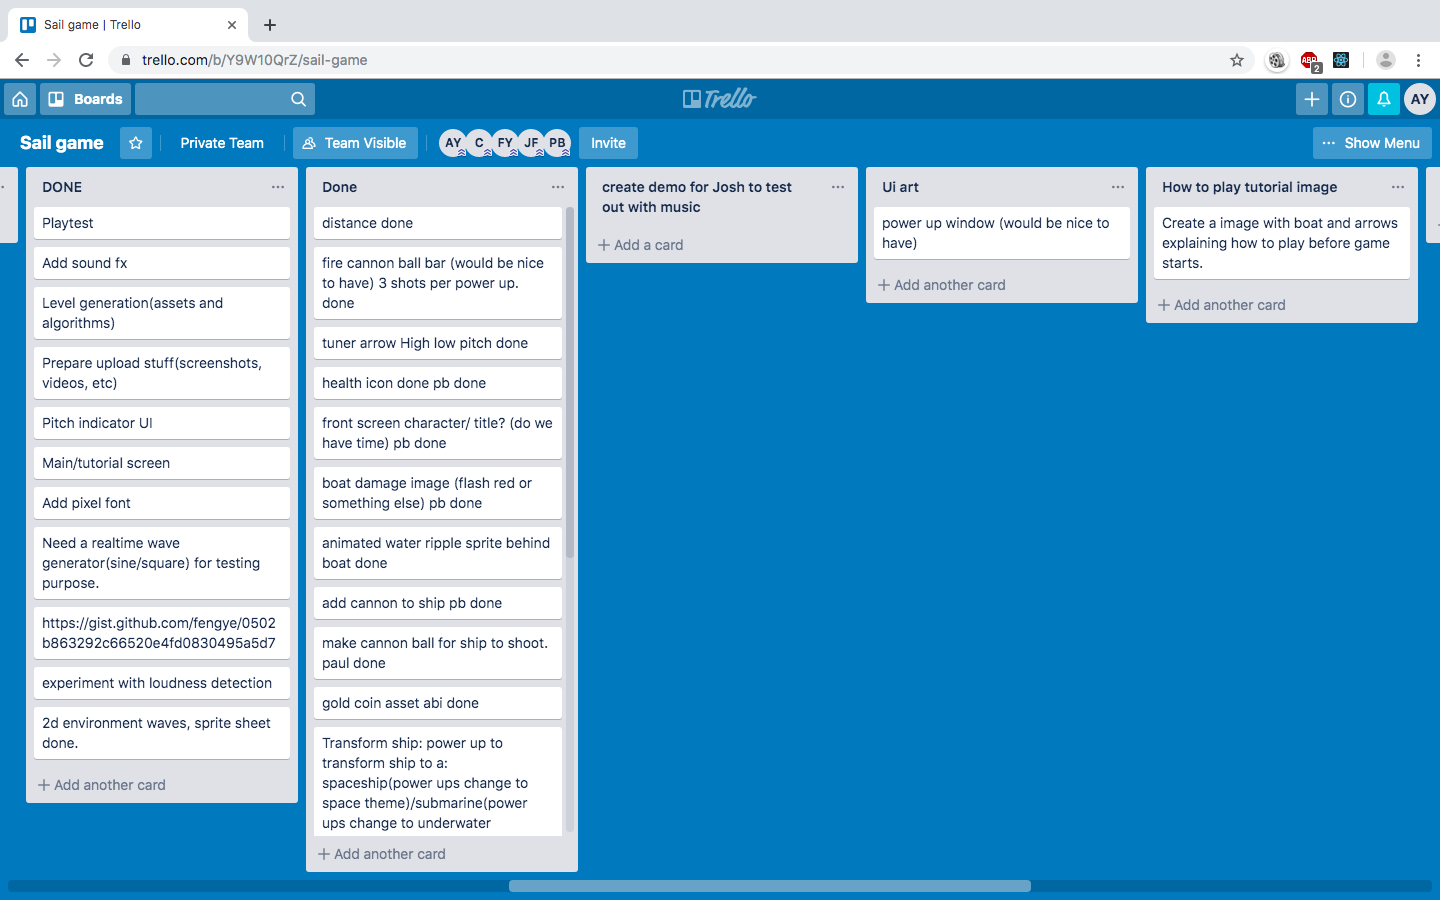 Sail game | Trello
trello.com/b/Y9W10QrZ/sail-game
ABP
2
Boards
Trello
AY
Sail game
Private Team
Team Visible
AY
C
FY
JF
PB
Invite
Show Menu
DONE
Playtest
Add sound fx
Level generation(assets and
algorithms)
Prepare upload stuff(screenshots,
videos, etc)
Pitch indicator UI
Main/tutorial screen
Add pixel font
Need a realtime wave
generator(sine/square) for testing
purpose.
https://gist.github.com/fengye/0502
b863292c66520e4fd0830495a5d7
experiment with loudness detection
2d environment waves, sprite sheet
done.
Add another card
Done
distance done
fire cannon ball bar (would be nice
to have) 3 shots per power up.
done
tuner arrow High low pitch done
health icon done pb done
front screen character/ title? (do we
have time) pb done
boat damage image (flash red or
something else) pb done
animated water ripple sprite behind
boat done
add cannon to ship pb done
make cannon ball for ship to shoot.
paul done
gold coin asset abi done
Transform ship: power up to
transform ship to a:
spaceship(power ups change to
space theme)/submarine(power
ups change to underwater
Add another card
create demo for Josh to test
out with music
Add a card
Ui art
power up window (would be nice to
have)
Add another card
How to play tutorial image
Create a image with boat and arrows
explaining how to play before game
starts.
Add another card